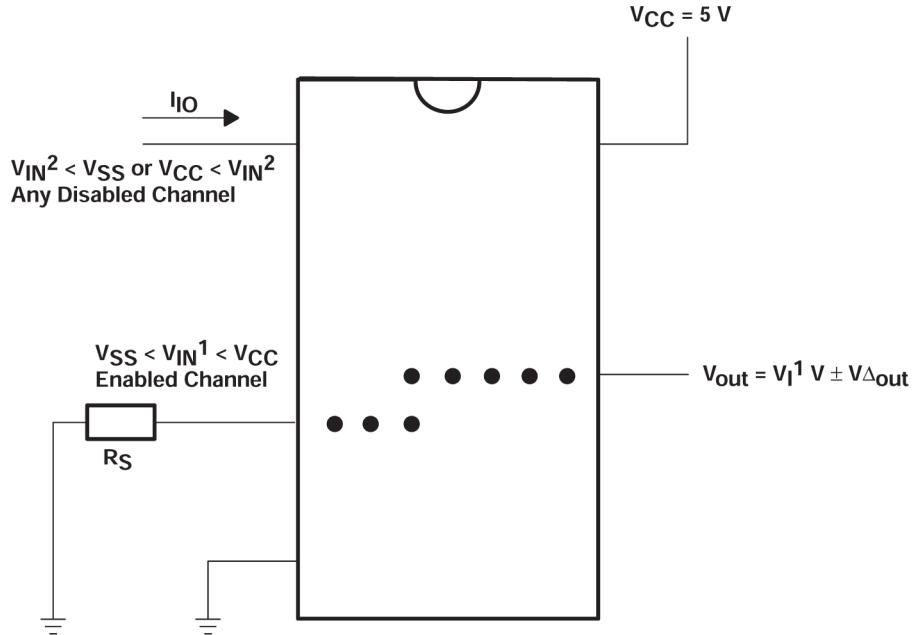 VCC = 5 V
IIO
VIN2 < VSS or VCC < VIN2
Any Disabled Channel
VSS < VIN1 < VCC
Enabled Channel
Vout = VI1 V ± VΔout
RS